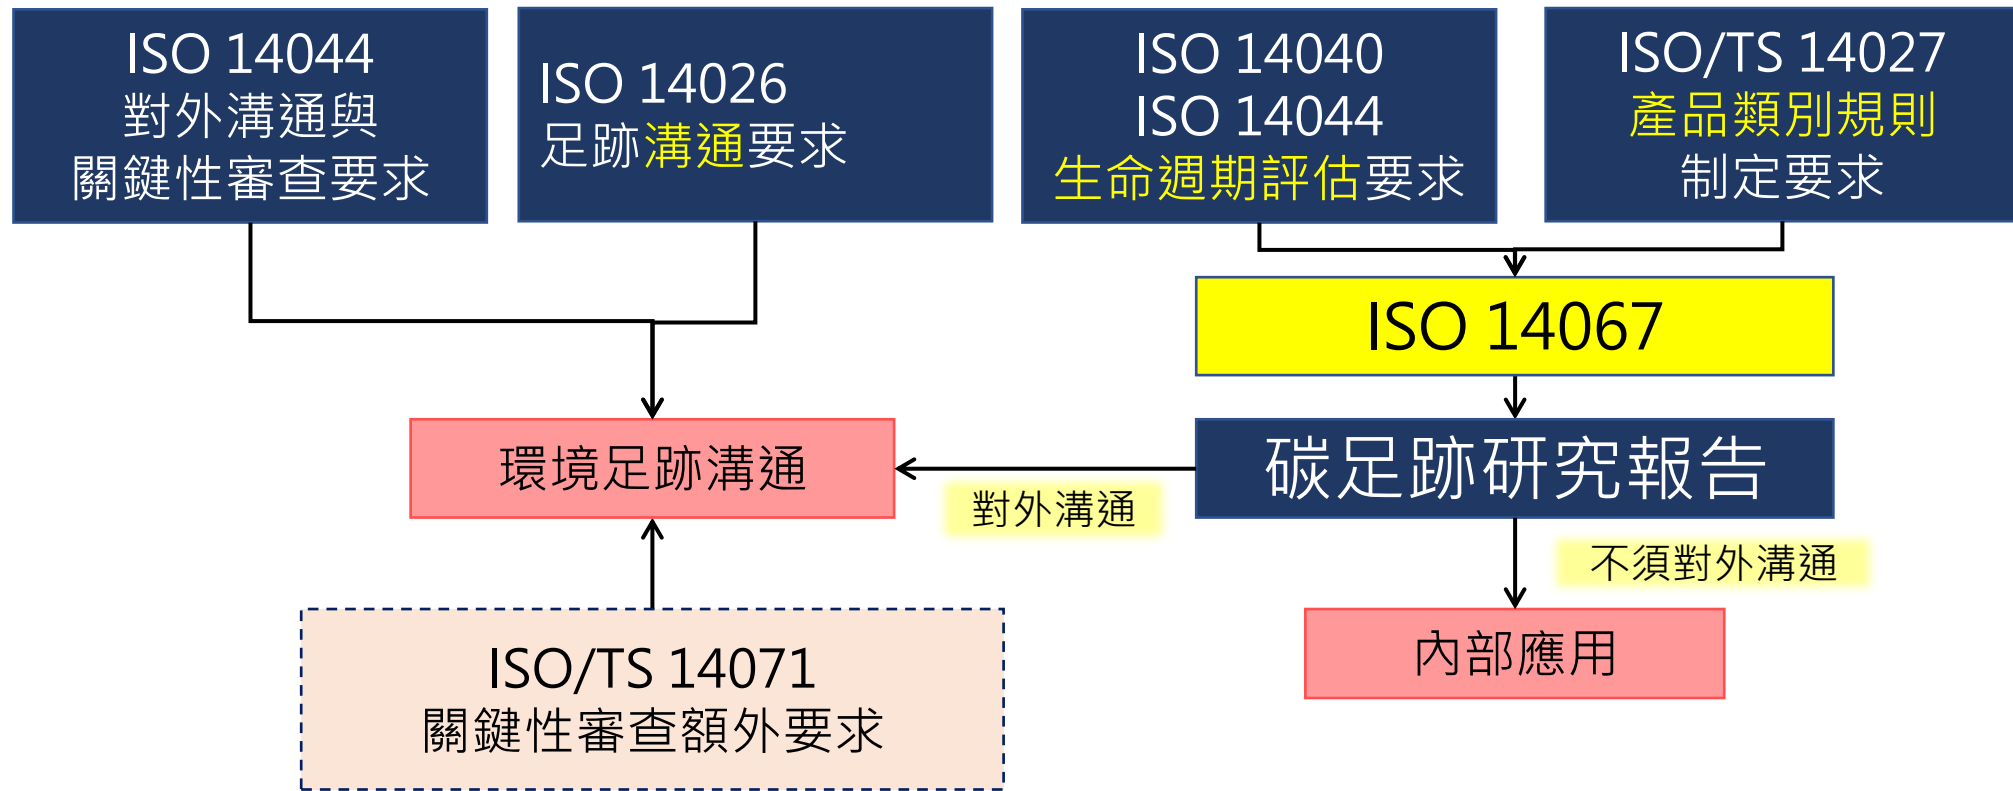 ISO 14044
對外溝通與
關鍵性審查要求
ISO 14026
足跡溝通要求
ISO 14040
ISO 14044
生命週期評估要求
ISO/TS 14027
產品類別規則
制定要求
ISO 14067
環境足跡溝通
對外溝通
碳足跡研究報告
不須對外溝通
ISO/TS 14071
關鍵性審查額外要求
內部應用